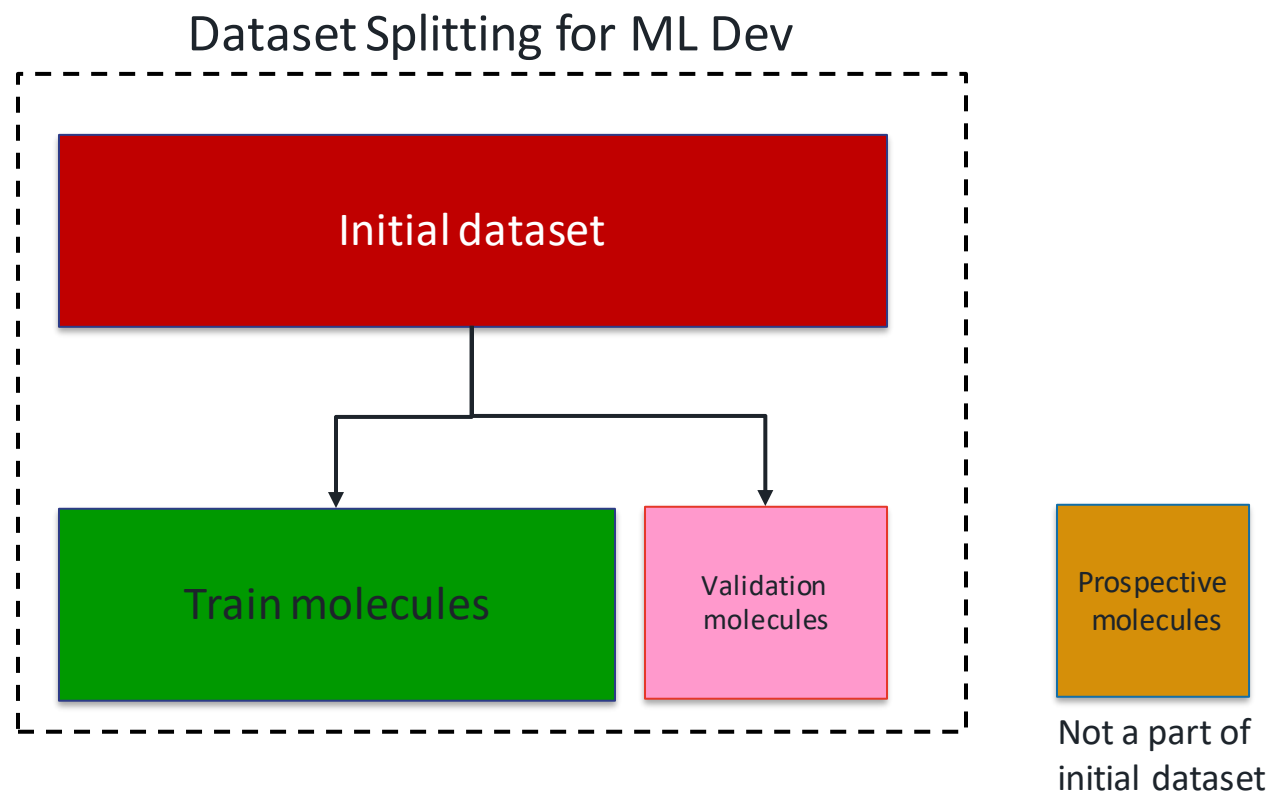 Dataset Splitting for ML Dev
Initial dataset
Train molecules
Validation
molecules
Prospective
molecules
Not a part of
initial dataset